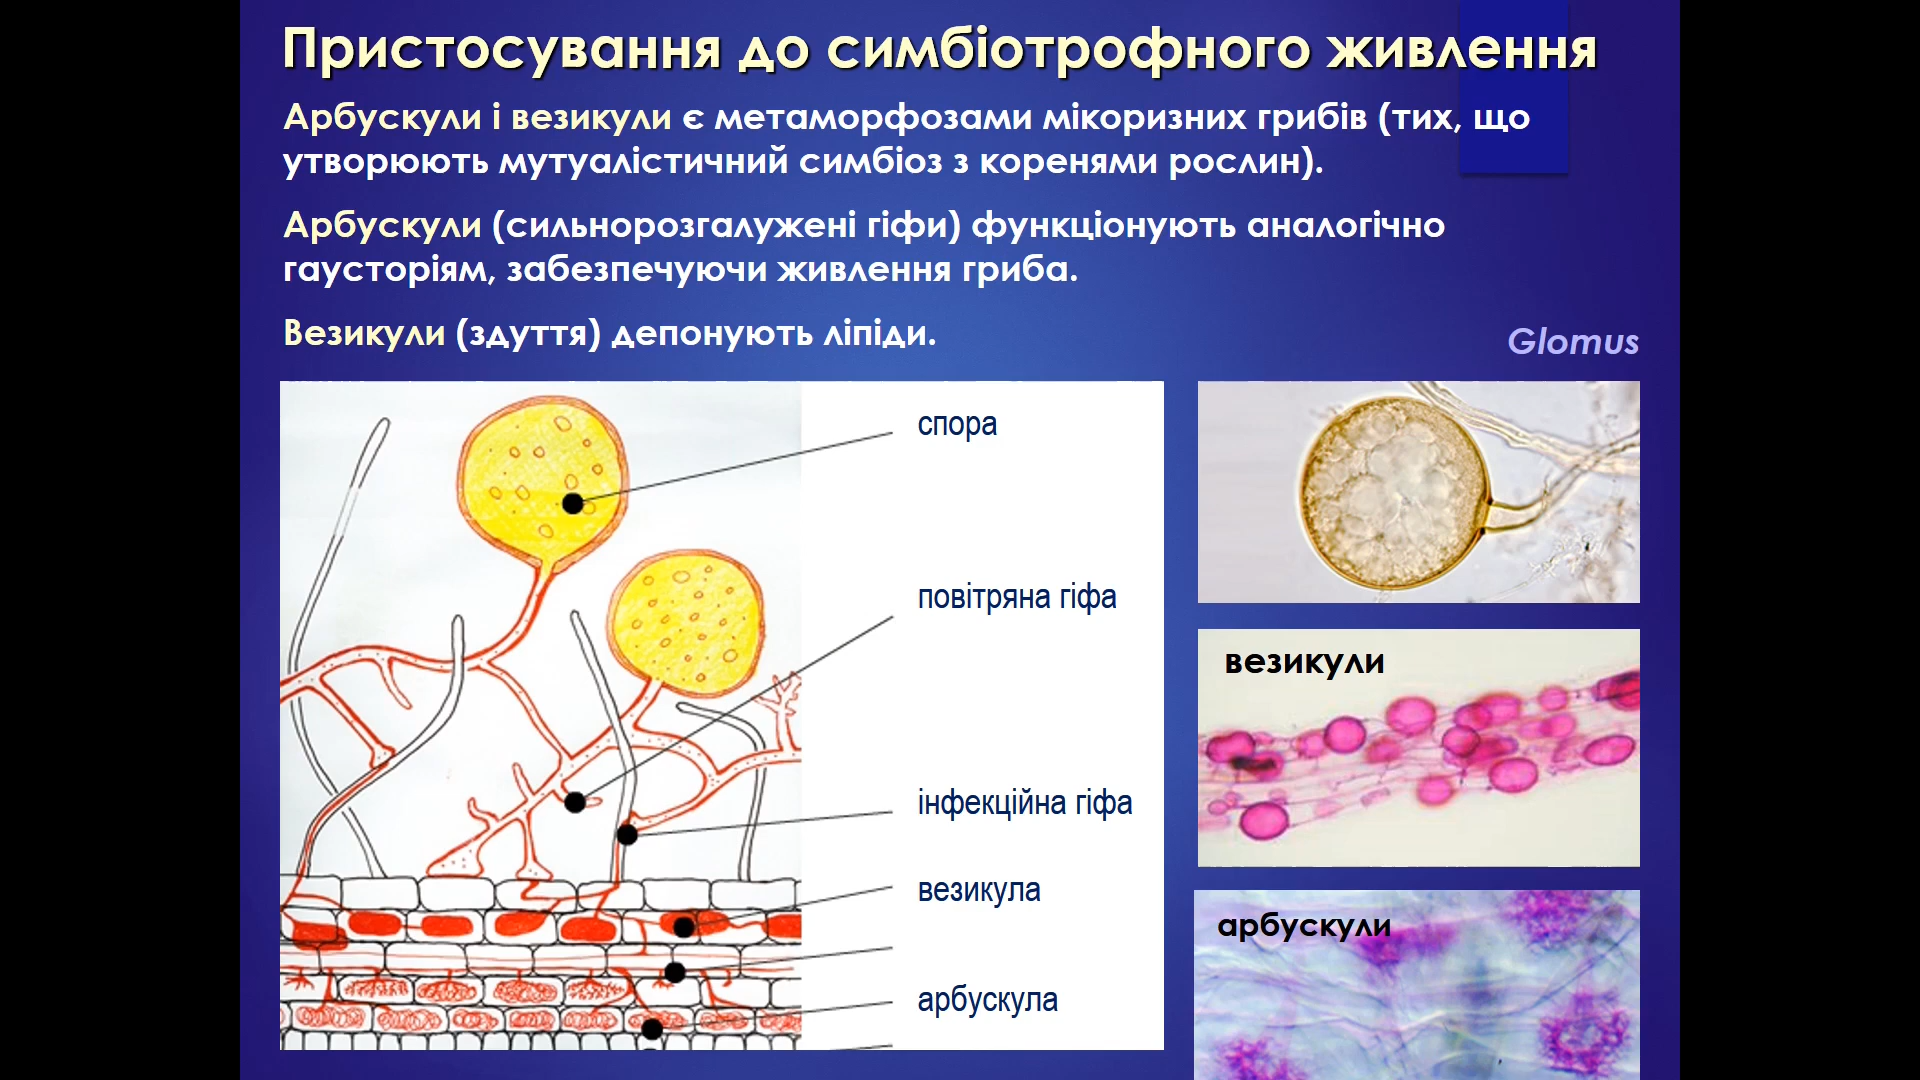 Пристосування до симбіотрофного живлення
Арбускули і везикули є метаморфозами мікоризних грибів (тих, що
утворюють мутуалістичний симбіоз з коренями рослин).
Арбускули (сильнорозгалужені гіфи) функціонують аналогічно
гаусторіям, забезпечуючи живлення гриба.
Везикули (здуття) депонують ліпіди.
Glomus
спора
повітряна гіфа
інфекційна гіфа
везикула
арбускула
везикули
арбускули